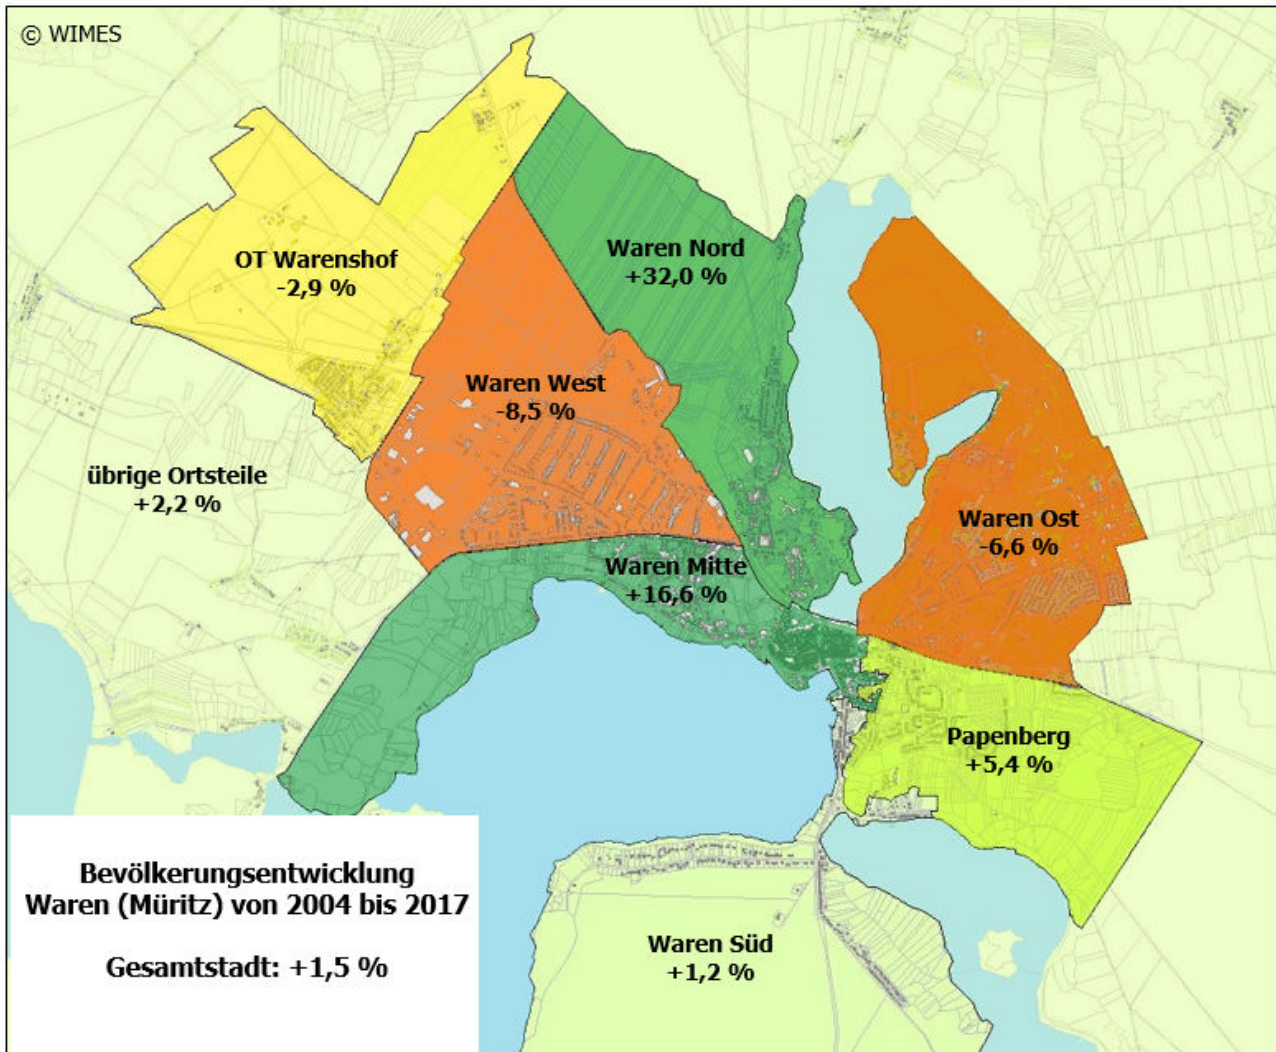 © WIMES
Waren Nord
+32,0 %
OT Warenshof
-2,9 %
Waren West
-8,5 %
übrige Ortsteile
+2,2 %
Waren Ost
-6,6 %
Waren Mitte
+16,6 %
Papenberg
+5,4 %
Bevölkerungsentwicklung
Waren (Müritz) von 2004 bis 2017
Gesamtstadt: +1,5 %
Waren Süd
+1,2 %